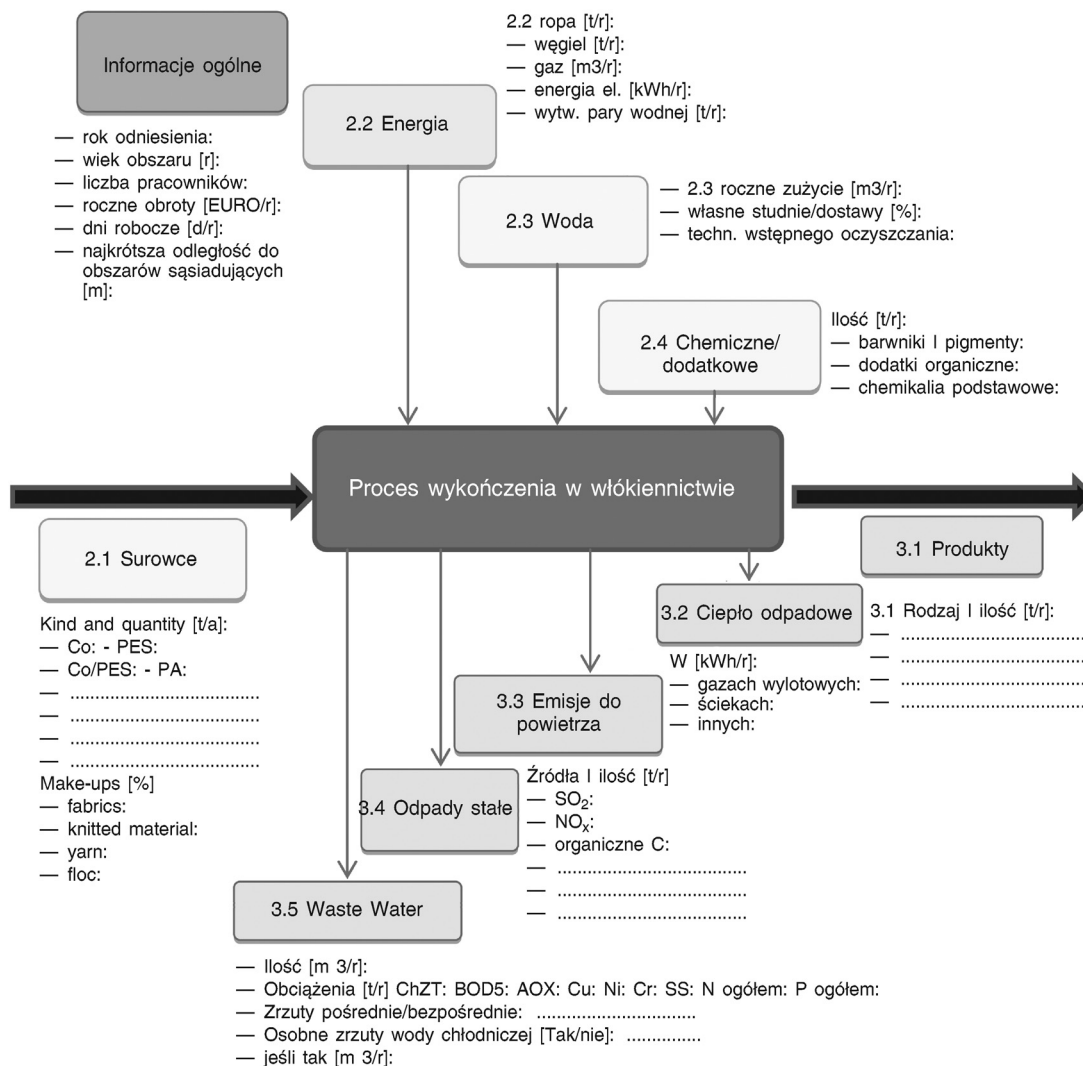 Informacje ogólne
— rok odniesienia:
— wiek obszaru [r]:
— liczba pracowników:
— roczne obroty [EURO/r]:
— dni robocze [d/r]:
— najkrótsza odległość do
obszarów sąsiadujących
[m]:
2.2 Energia
2.2 ropa [t/r]:
— węgiel [t/r]:
— gaz [m3/r]:
— energia el. [kWh/r]:
— wytw. pary wodnej [t/r]:
2.3 Woda
— 2.3 roczne zużycie [m3/r]:
— własne studnie/dostawy [%]:
— techn. wstępnego oczyszczania:
2.4 Chemiczne/
dodatkowe
Ilość [t/r]:
— barwniki I pigmenty:
— dodatki organiczne:
— chemikalia podstawowe:
Proces wykończenia w włókiennictwie
2.1 Surowce
Kind and quantity [t/a]:
— Co: - PES:
— Co/PES: - PA:
— ......................................
— ......................................
— ......................................
— ......................................
Make-ups [%]
— fabrics:
— knitted material:
— yarn:
— floc:
3.1 Produkty
3.1 Rodzaj I ilość [t/r]:
— ......................................
— ......................................
— ......................................
— ......................................
3.2 Ciepło odpadowe
W [kWh/r]:
— gazach wylotowych:
— ściekach:
— innych:
3.3 Emisje do
powietrza
Źródła I ilość [t/r]
— SO2:
— NOx:
— organiczne C:
— ......................................
— ......................................
— ......................................
3.4 Odpady stałe
3.5 Waste Water
— Ilość [m 3/r]:
— Obciążenia [t/r] ChZT: BOD5: AOX: Cu: Ni: Cr: SS: N ogółem: P ogółem:
— Zrzuty pośrednie/bezpośrednie: ................................
— Osobne zrzuty wody chłodniczej [Tak/nie]: ...............
— jeśli tak [m 3/r]: